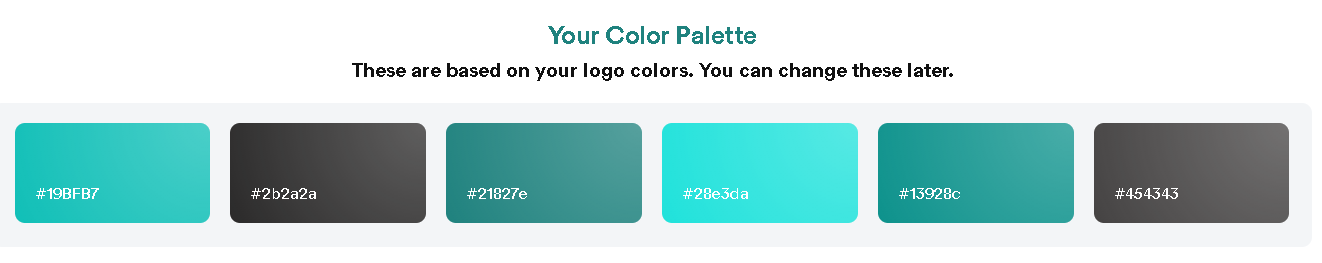 Your Color Palette
These are based on your logo colors. You can change these later.
#19BFB7 #2b2a2a #21827e #28e3da #13928c #454343